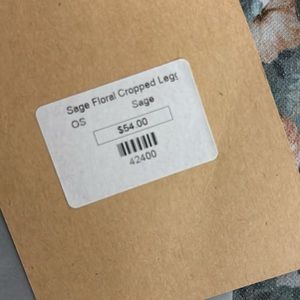 Sage Floral Cropped Legg
Sage
OS
$54.00
42400